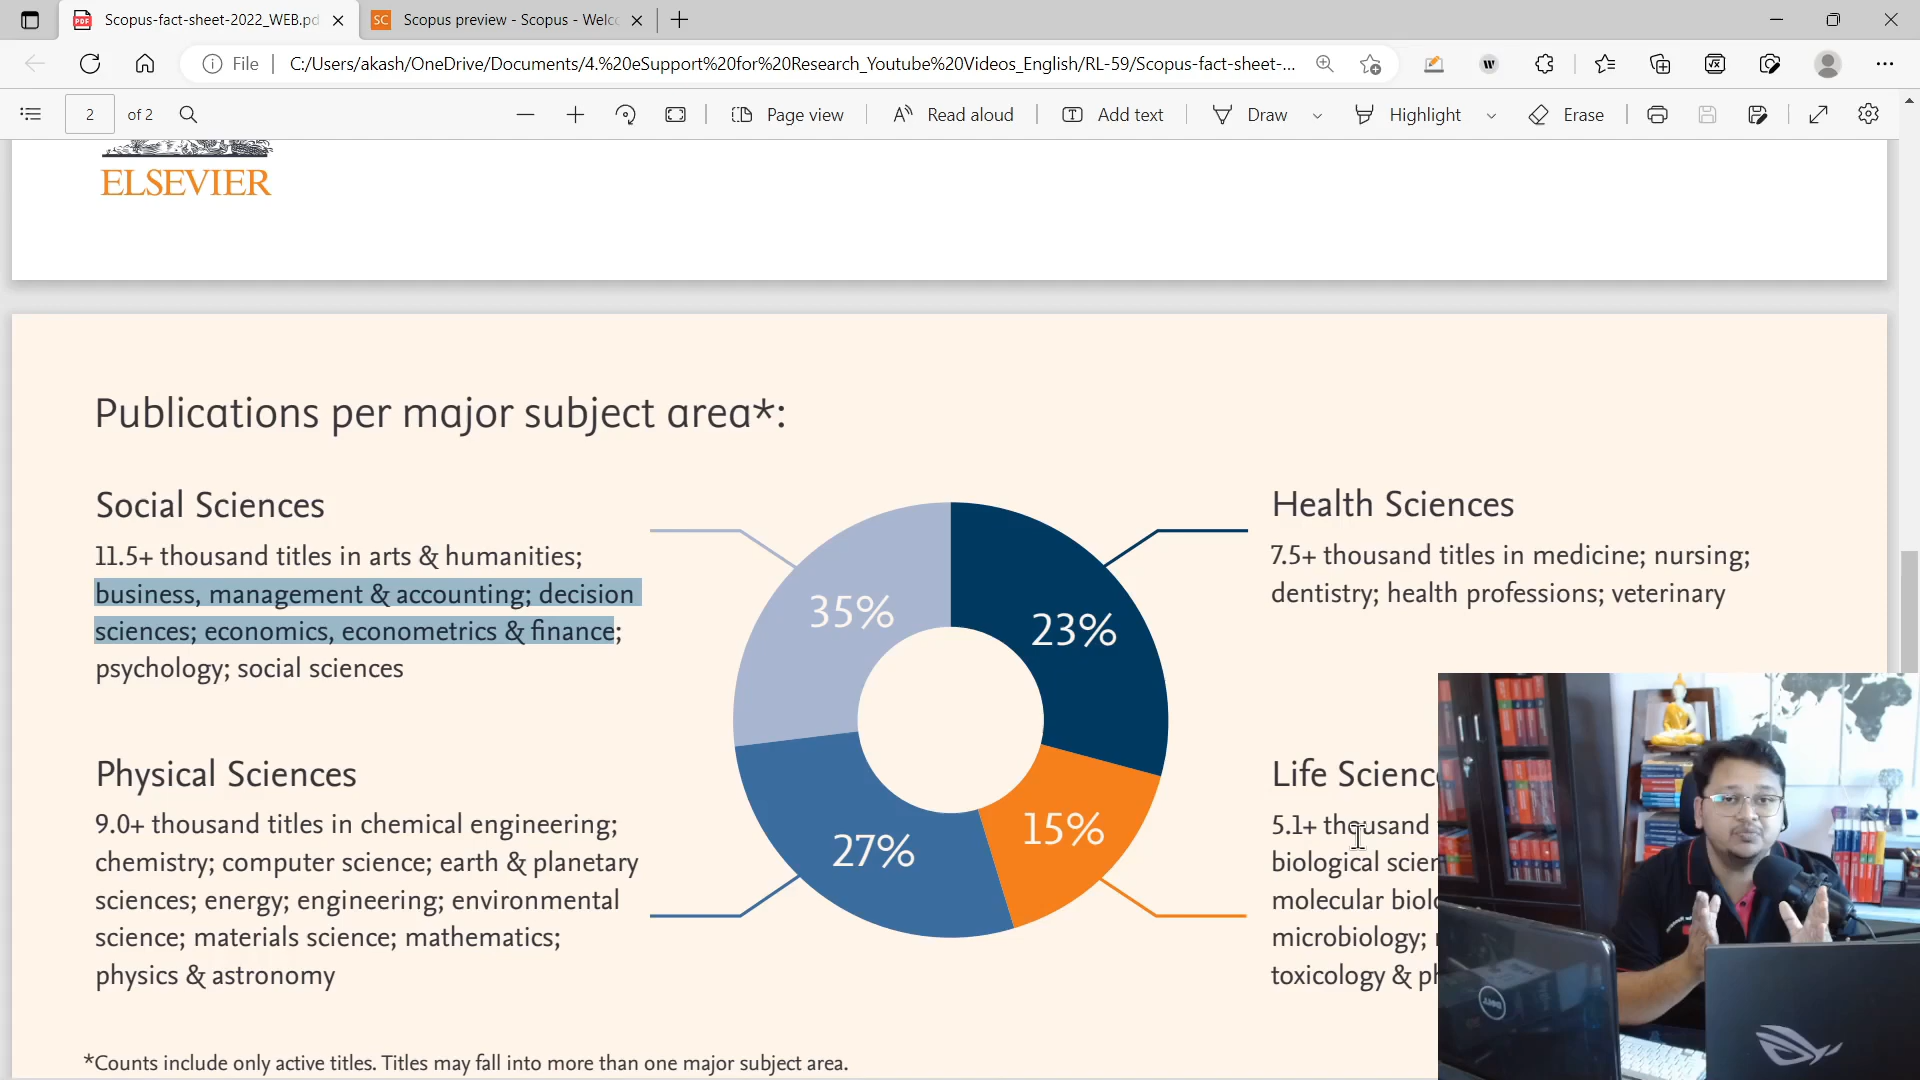 Scopus-fact-sheet-2022_WEB.pd
SC Scopus preview - Scopus - Welc
File
C:/Users/akash/OneDrive/Documents/4.%20eSupport%20for%20Research_Youtube%20Videos_English/RL-59/Scopus-fact-sheet-...
2 of 2
Page view
Read aloud
Add text
Draw
Highlight
Erase
ELSEVIER
Publications per major subject area*:
Social Sciences
11.5+ thousand titles in arts & humanities;
business, management & accounting; decision
sciences; economics, econometrics & finance;
psychology; social sciences
35%
23%
Health Sciences
7.5+ thousand titles in medicine; nursing;
dentistry; health professions; veterinary
Physical Sciences
9.0+ thousand titles in chemical engineering;
chemistry; computer science; earth & planetary
sciences; energy; engineering; environmental
science; materials science; mathematics;
physics & astronomy
27%
15%
Life Scienc
5.1+ thousand
biological scien
molecular biolo
microbiology;
toxicology & ph
DELL
*Counts include only active titles. Titles may fall into more than one major subject area.